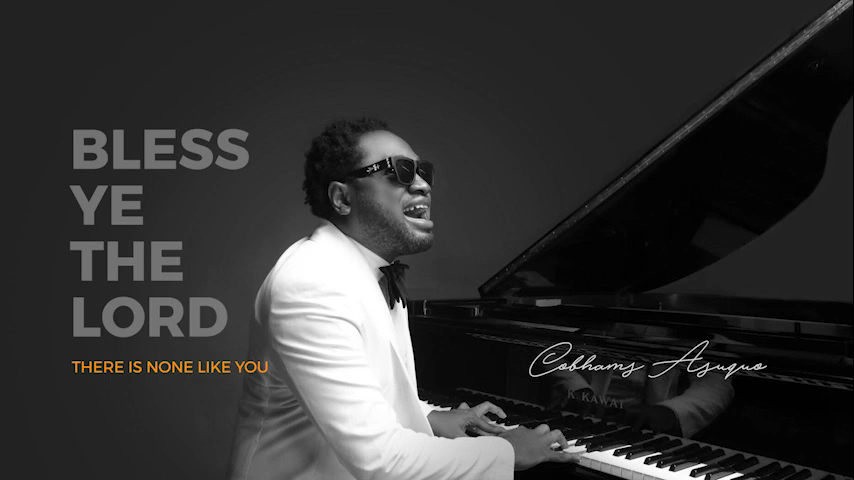 BLESS
YE
THE
LORD
THERE IS NONE LIKE YOU
Cobhams Asuquo
K. KAWAI